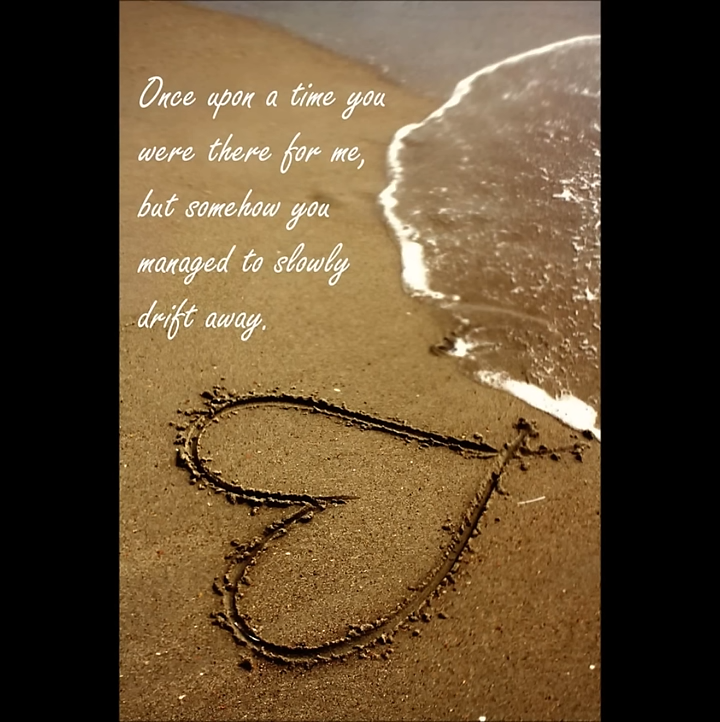 Once upon a time you
were there for me,
but somehow you
managed to slowly
drift away.